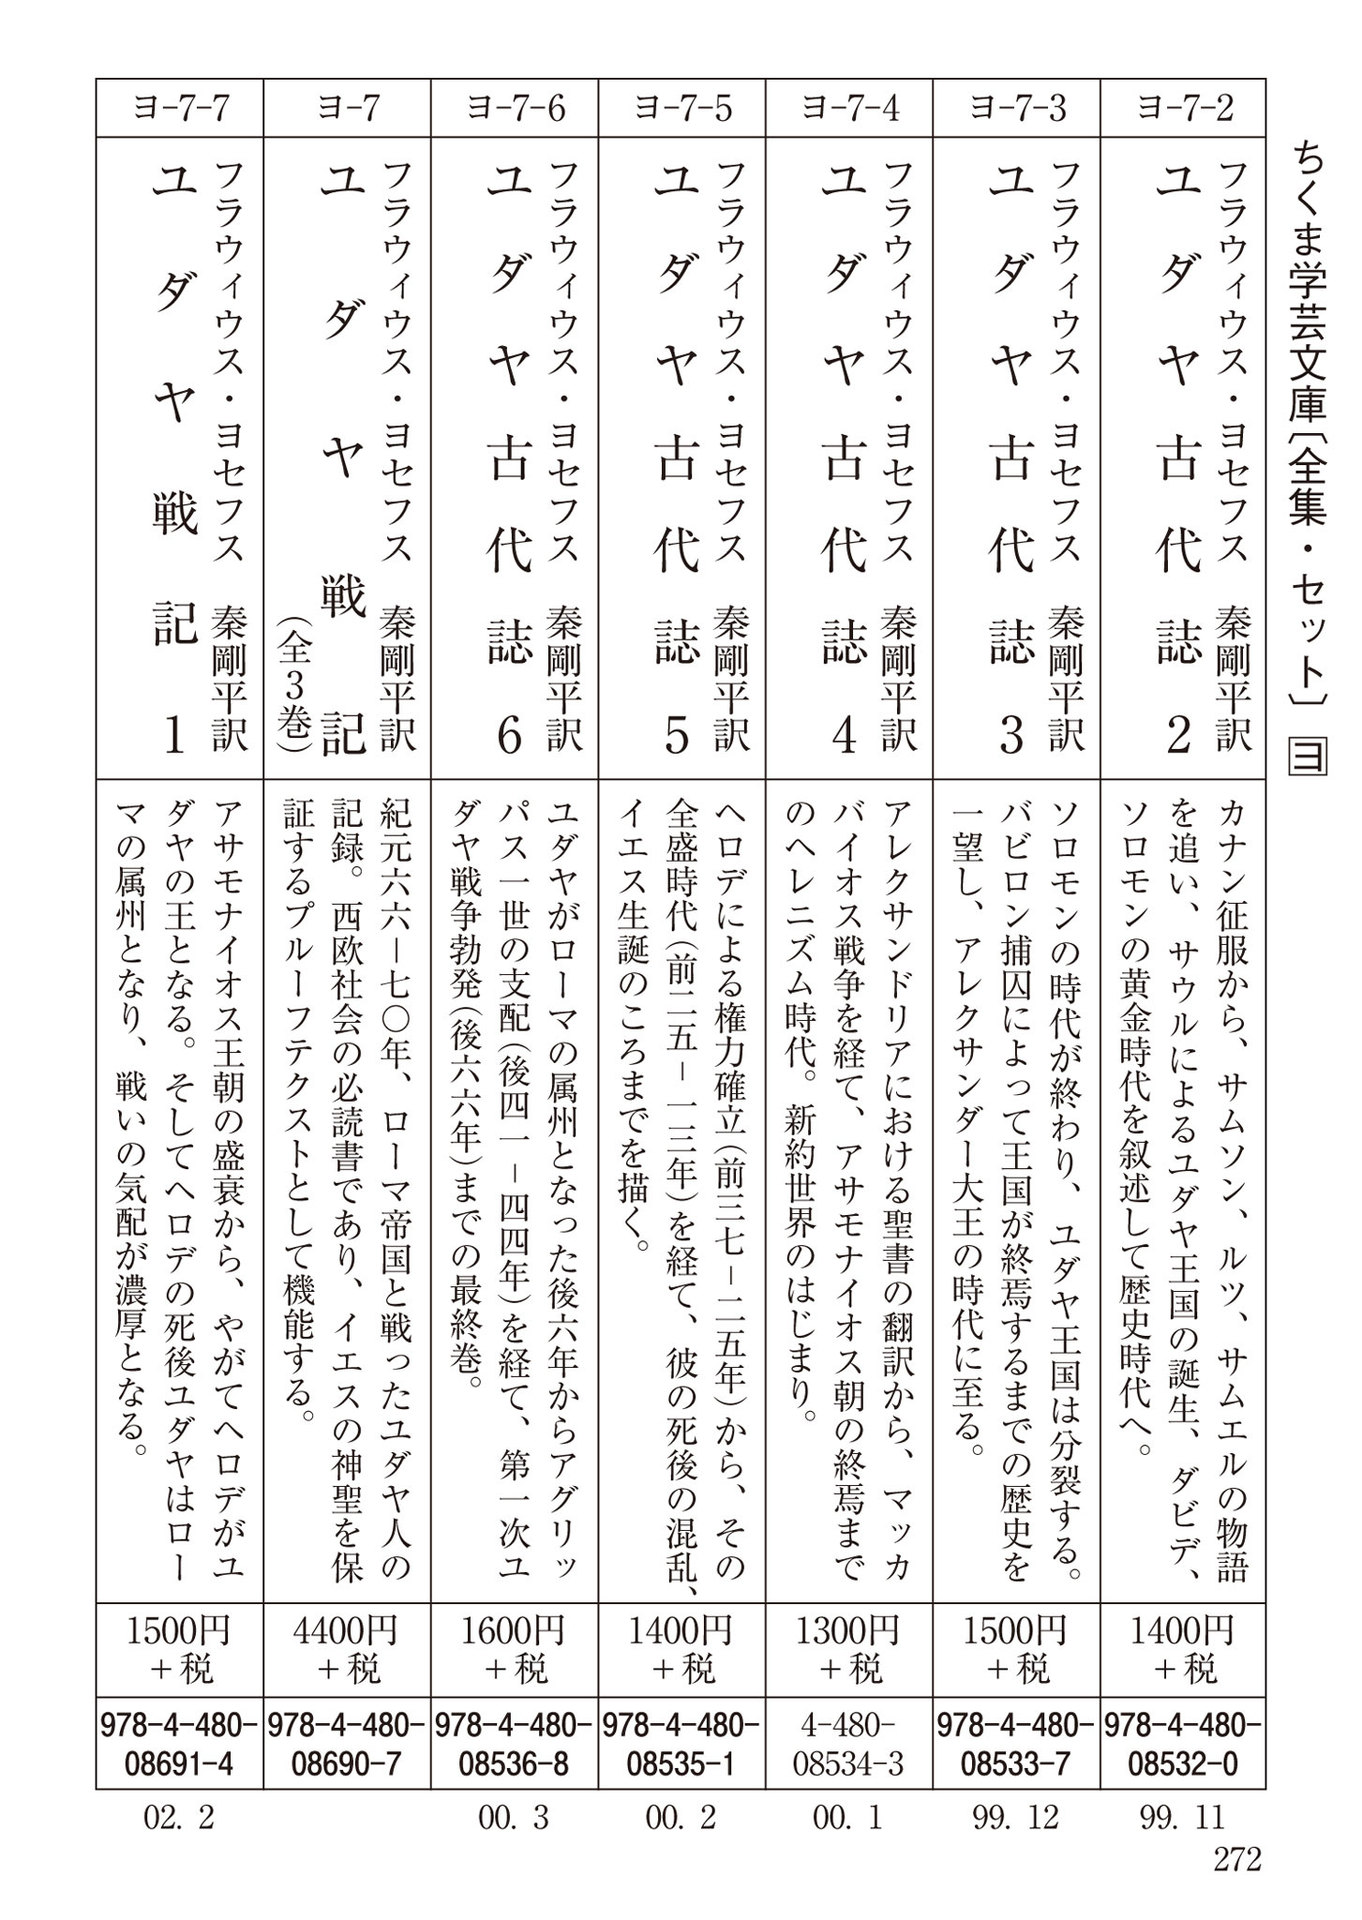 ちくま学芸文庫〔全集・セット〕 ヨ
ヨ-7-2
フラウィウス・ヨセフス 秦剛平訳
ユダヤ古代誌 2
カナン征服から、サムソン、ルツ、サムエルの物語
を追い、サウルによるユダヤ王国の誕生、ダビデ、
ソロモンの黄金時代を叙述して歴史時代へ。
1400円
+税
978-4-480-
08532-0
99. 11
ヨ-7-3
フラウィウス・ヨセフス 秦剛平訳
ユダヤ古代誌 3
ソロモンの時代が終わり、ユダヤ王国は分裂する。
バビロン捕囚によって王国が終焉するまでの歴史を
一望し、アレクサンダー大王の時代に至る。
1500円
+税
978-4-480-
08533-7
99. 12
ヨ-7-4
フラウィウス・ヨセフス 秦剛平訳
ユダヤ古代誌 4
アレクサンドリアにおける聖書の翻訳から、マッカ
バイオス戦争を経て、アサモナイオス朝の終焉まで
のヘレニズム時代。新約世界のはじまり。
1300円
+税
4-480-
08534-3
00. 1
ヨ-7-5
フラウィウス・ヨセフス 秦剛平訳
ユダヤ古代誌 5
ヘロデによる権力確立(前三七－二五年)から、その
全盛時代(前二五－一三年)を経て、彼の死後の混乱、
イエス生誕のころまでを描く。
1400円
+税
978-4-480-
08535-1
00. 2
ヨ-7-6
フラウィウス・ヨセフス 秦剛平訳
ユダヤ古代誌 6
ユダヤがローマの属州となった後六年からアグリッ
パス一世の支配(後四一－四四年)を経て、第一次ユ
ダヤ戦争勃発(後六六年)までの最終巻。
1600円
+税
978-4-480-
08536-8
00. 3
ヨ-7
フラウィウス・ヨセフス 秦剛平訳
ユダヤ戦記
(全3巻)
紀元六六—七〇年、ローマ帝国と戦ったユダヤ人の
記録。西欧社会の必読書であり、イエスの神聖を保
証するプルーフテクストとして機能する。
4400円
+税
978-4-480-
08690-7
ヨ-7-7
フラウィウス・ヨセフス 秦剛平訳
ユダヤ戦記 1
アサモナイオス王朝の盛衰から、やがてヘロデがユ
ダヤの王となる。そしてヘロデの死後ユダヤはロー
マの属州となり、戦いの気配が濃厚となる。
1500円
+税
978-4-480-
08691-4
02. 2
272